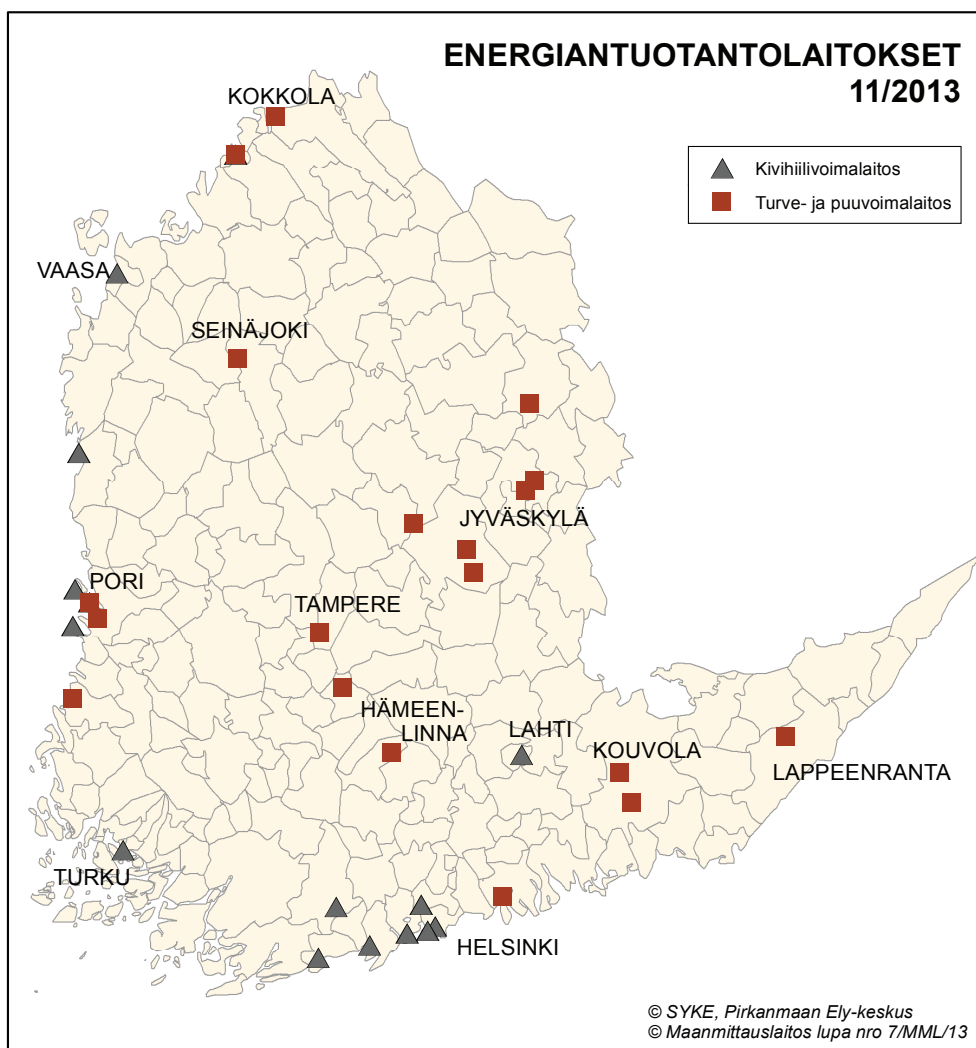 ENERGIANTUOTANTOLAITOKSET
11/2013
Kivihiilivoimalaitos
Turve- ja puuvoimalaitos
KOKKOLA
VAASA
SEINÄJOKI
JYVÄSKYLÄ
PORI
TAMPERE
HÄMEEN-
LINNA
LAHTI
KOUVOLA
LAPPEENRANTA
TURKU
HELSINKI
© SYKE, Pirkanmaan Ely-keskus
© Maanmittauslaitos lupa nro 7/MML/13